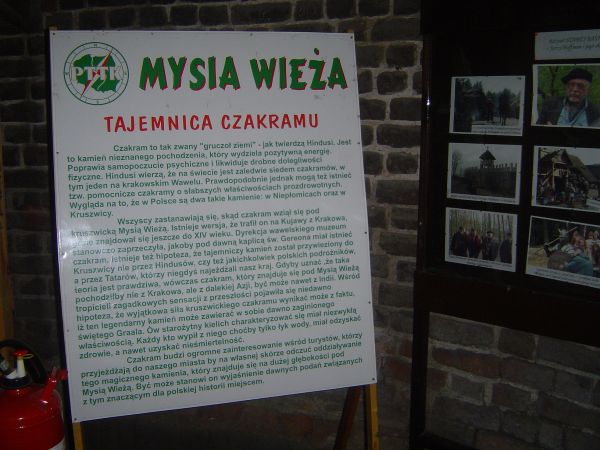 PTTK
MYSIA WIEŻA
TAJEMNICA CZAKRAMU
Czakram to tak zwany "gruczoł ziemi" - jak twierdzą Hindusi. Jest
to kamień nieznanego pochodzenia, który wydziela pozytywną energię.
Poprawia samopoczucie psychiczne i likwiduje drobne dolegliwości
fizyczne. Hindusi wierzą, że na świecie jest zaledwie siedem czakramów, w
tym jeden na krakowskim Wawelu. Prawdopodobnie jednak mogą też istnieć
tzw. pomocnicze czakramy o słabszych właściwościach prozdrowotnych.
Wygląda na to, że w Polsce są dwa takie kamienie: w Niepłomicach oraz w
Kruszwicy.
Wszyscy zastanawiają się, skąd czakram wziął się pod
kruszwicką Mysią Wieżą. Istnieje wersja, że trafił on na Kujawy z Krakowa,
gdzie znajdował się jeszcze do XIV wieku. Dyrekcja wawelskiego muzeum
stanowczo zaprzeczyła, jakoby pod dawną kaplicą św. Gereona miał istnieć
czakram. Istnieje też hipoteza, że tajemniczy kamień został przywieziony do
Kruszwicy nie przez Hindusów, czy też jakichkolwiek polskich podróżników,
a przez Tatarów, którzy niegdyś najeżdżali nasz kraj. Gdyby uznać, że taka
teoria jest prawdziwa, wówczas czakram, który znajduje się pod Mysią Wieżą
pochodziłby nie z Krakowa, ale z dalekiej Azji, być może nawet z Indii. Wśród
tropicieli zagadkowych sensacji z przeszłości pojawiła się niedawno
hipoteza, że wyjątkowa siła kruszwickiego czakramu wynikać może z faktu,
iż ten legendarny kamień może zawierać w sobie dawno zaginionego
świętego Graala. Ów starożytny kielich charakteryzować się miał niezwykłą
właściwością. Każdy kto wypił z niego choćby tylko łyk wody, miał odzyskać
zdrowie, a nawet uzyskać nieśmiertelność.
Czakram budzi ogromne zainteresowanie wśród turystów, którzy
przyjeżdżają do naszego miasta by na własnej skórze odczuć oddziaływanie
tego magicznego kamienia, który znajduje się na dużej głębokości pod
Mysią Wieżą. Być może stanowi on wyjaśnienie dawnych podań związanych
z tym znaczącym dla polskiej historii miejscem.